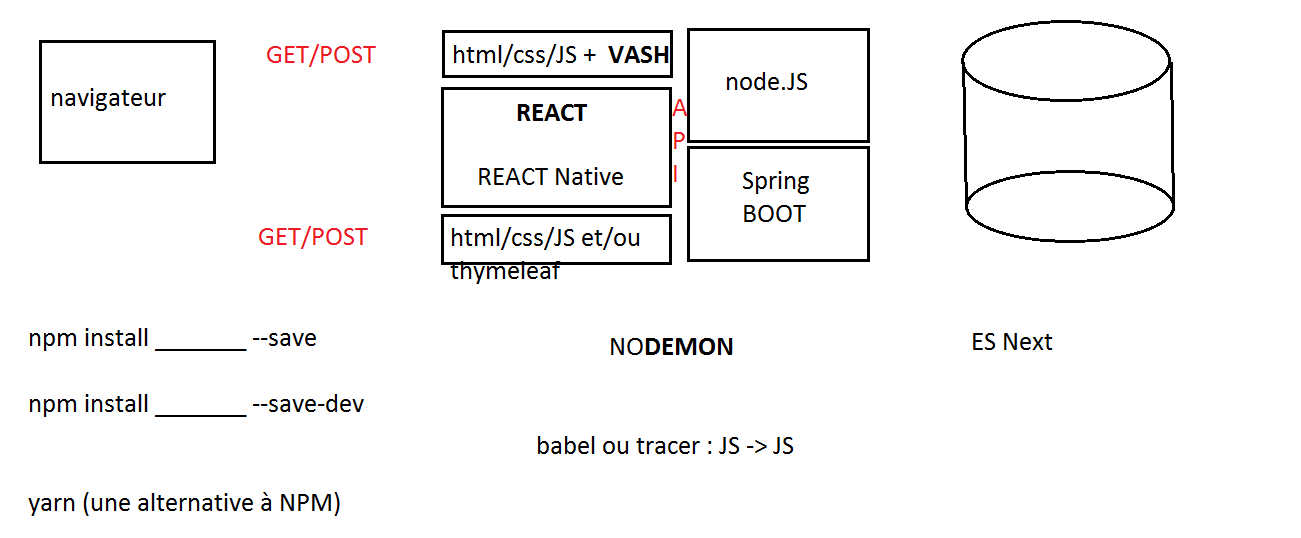 navigateur
GET/POST
html/css/JS + VASH
REACT
REACT Native
API
node.JS
Spring
BOOT
GET/POST
html/css/JS et/ou
thymeleaf
npm install _______ --save
NODEMON
ES Next
npm install _______ --save-dev
babel ou tracer : JS -> JS
yarn (une alternative à NPM)